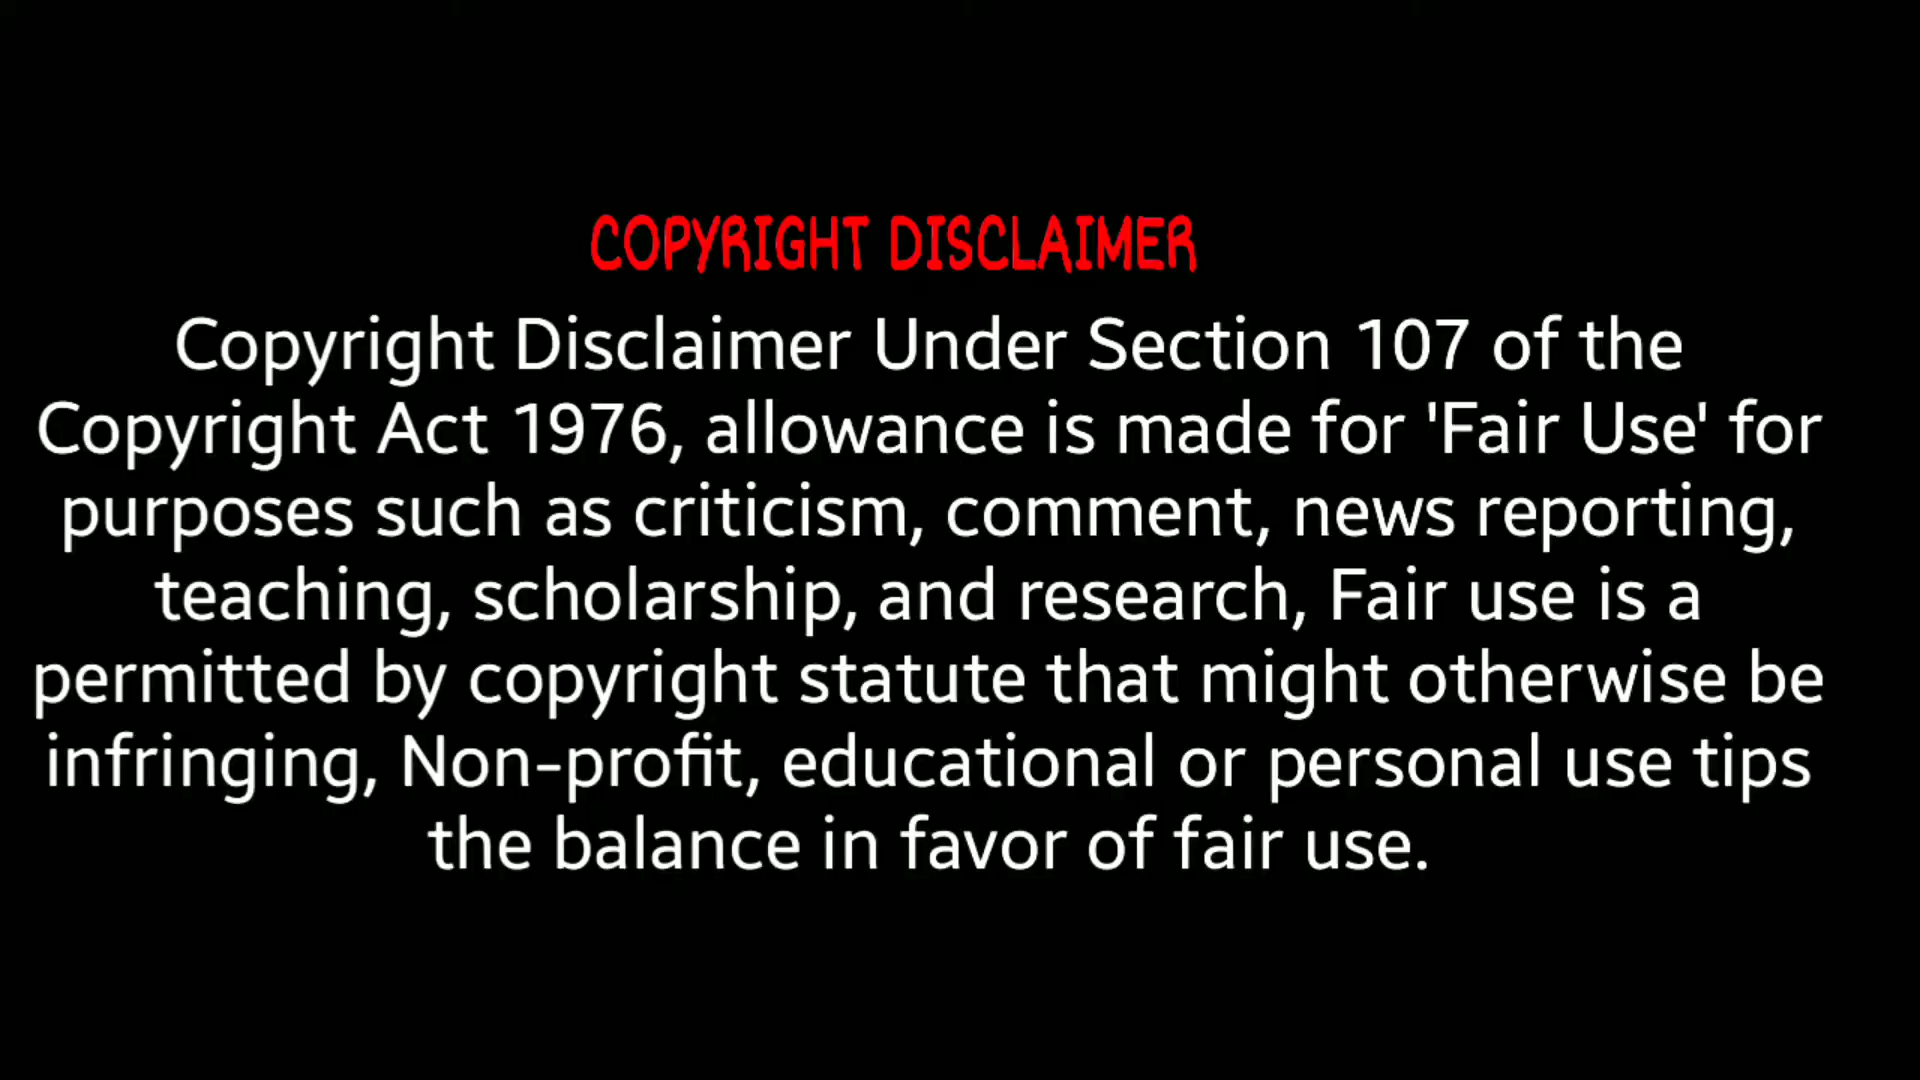 COPYRIGHT DISCLAIMER
Copyright Disclaimer Under Section 107 of the
Copyright Act 1976, allowance is made for 'Fair Use' for
purposes such as criticism, comment, news reporting,
teaching, scholarship, and research, Fair use is a
permitted by copyright statute that might otherwise be
infringing, Non-profit, educational or personal use tips
the balance in favor of fair use.